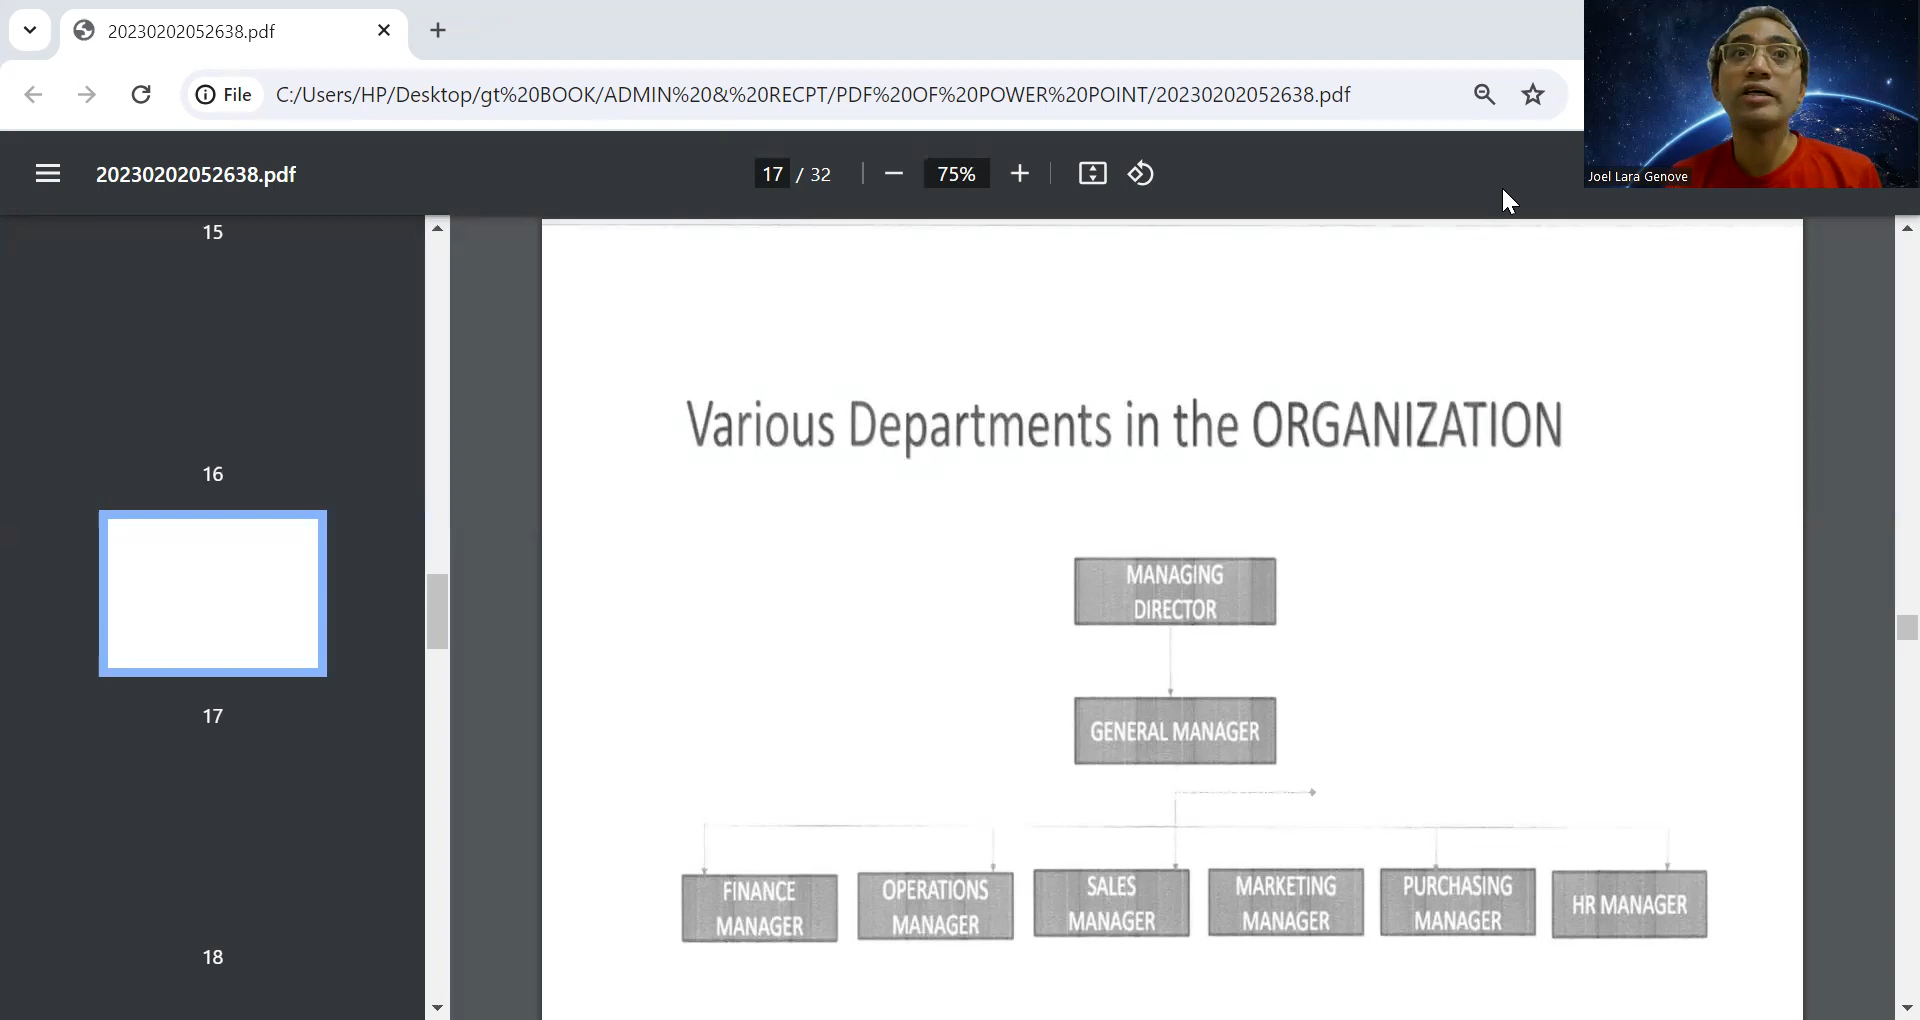 20230202052638.pdf
File
C:/Users/HP/Desktop/gt%20BOOK/ADMIN%20&%20RECPT/PDF%20OF%20POWER%20POINT/20230202052638.pdf
Joel Lara Genove
20230202052638.pdf
17 / 32
75%
15
16
17
18
Various Departments in the ORGANIZATION
MANAGING
DIRECTOR
GENERAL MANAGER
FINANCE
MANAGER
OPERATIONS
MANAGER
SALES
MANAGER
MARKETING
MANAGER
PURCHASING
MANAGER
HR MANAGER